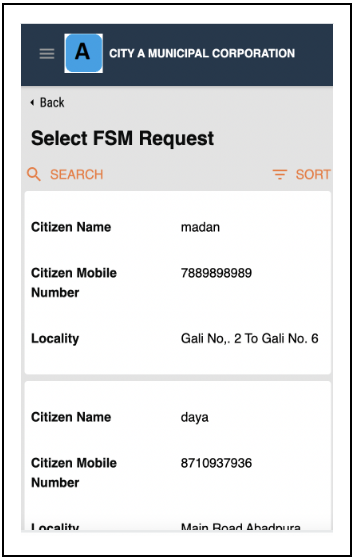 A CITY A MUNICIPAL CORPORATION
Back
Select FSM Request
SEARCH SORT
Citizen Name madan
Citizen Mobile 7889898989
Number
Locality Gali No,. 2 To Gali No. 6
Citizen Name daya
Citizen Mobile 8710937936
Number
Locality Main Road Abadpura